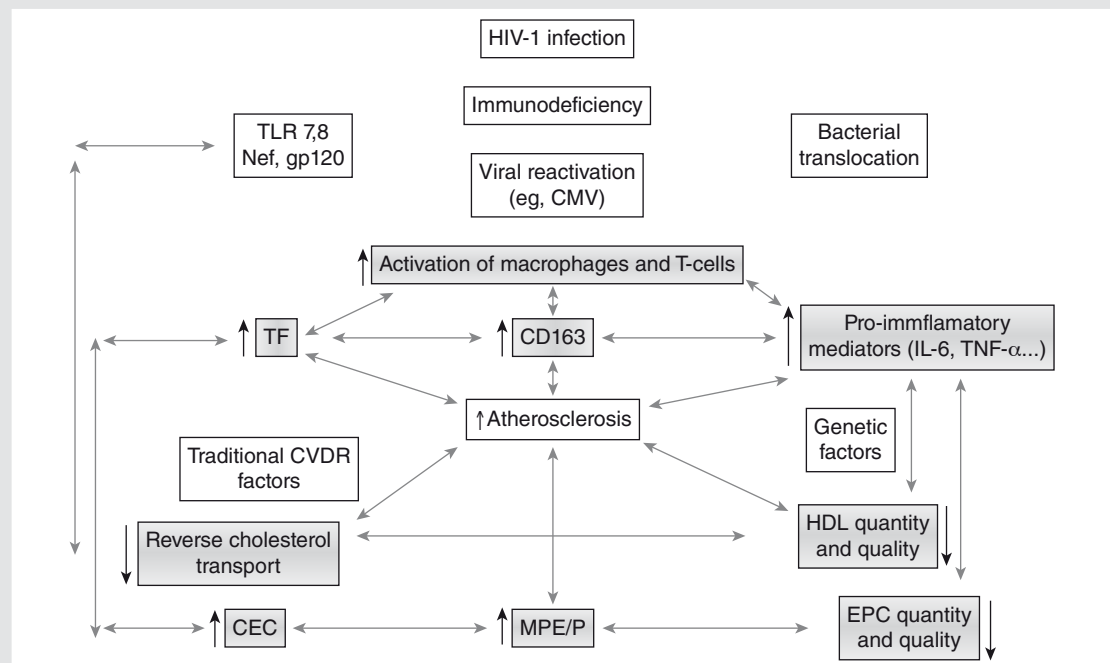 HIV-1 infection
Immunodeficiency
TLR 7,8
Nef, gp120
Bacterial
translocation
Viral reactivation
(eg, CMV)
Activation of macrophages and T-cells
TF
CD163
Pro-immflamatory
mediators (IL-6, TNF-α...)
Atherosclerosis
Genetic
factors
Traditional CVDR
factors
Reverse cholesterol
transport
HDL quantity
and quality
CEC
MPE/P
EPC quantity
and quality